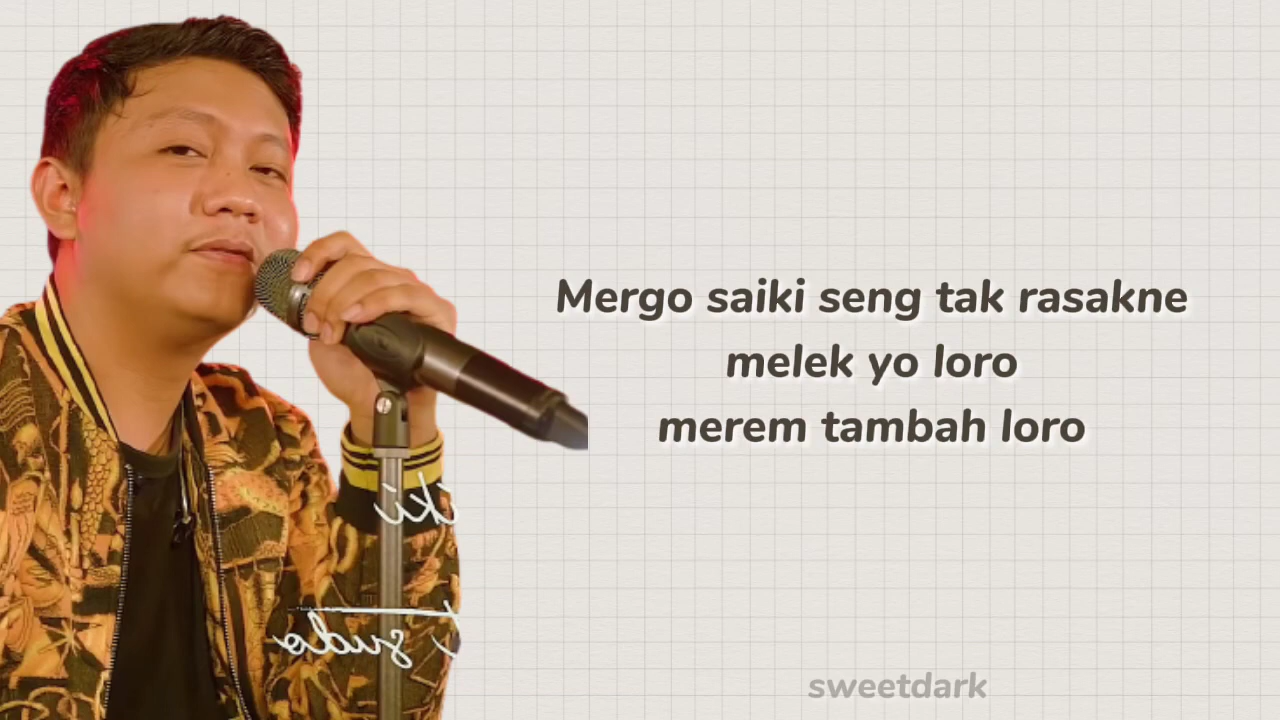 Mergo saiki seng tak rasakne
melek yo loro
merem tambah loro
sweetdark